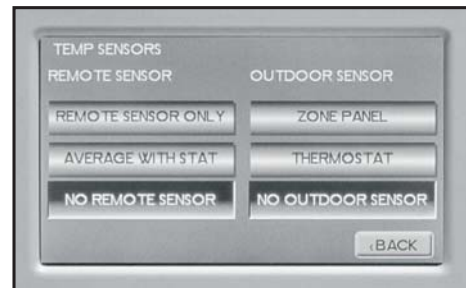 TEMP SENSORS
REMOTE SENSOR
OUTDOOR SENSOR
REMOTE SENSOR ONLY
ZONE PANEL
AVERAGE WITH STAT
THERMOSTAT
NO REMOTE SENSOR
NO OUTDOOR SENSOR
‹BACK